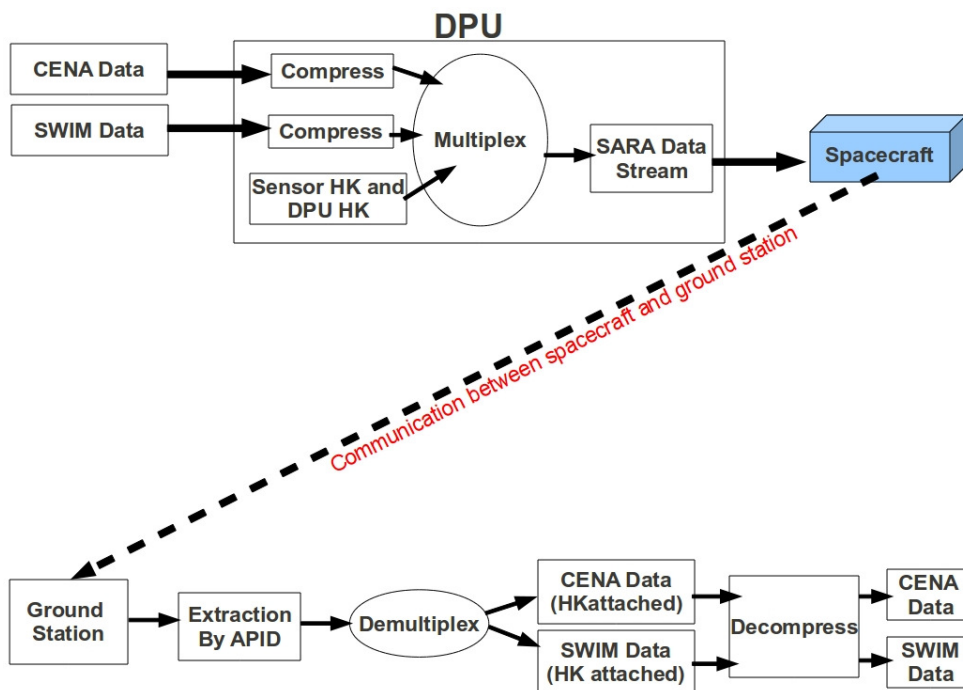 DPU
CENA Data
Compress
SWIM Data
Compress
Multiplex
Sensor HK and
DPU HK
SARA Data
Stream
Spacecraft
Communication between spacecraft and ground station
Ground
Station
Extraction
By APID
Demultiplex
CENA Data
(HKattached)
SWIM Data
(HK attached)
Decompress
CENA
Data
SWIM
Data